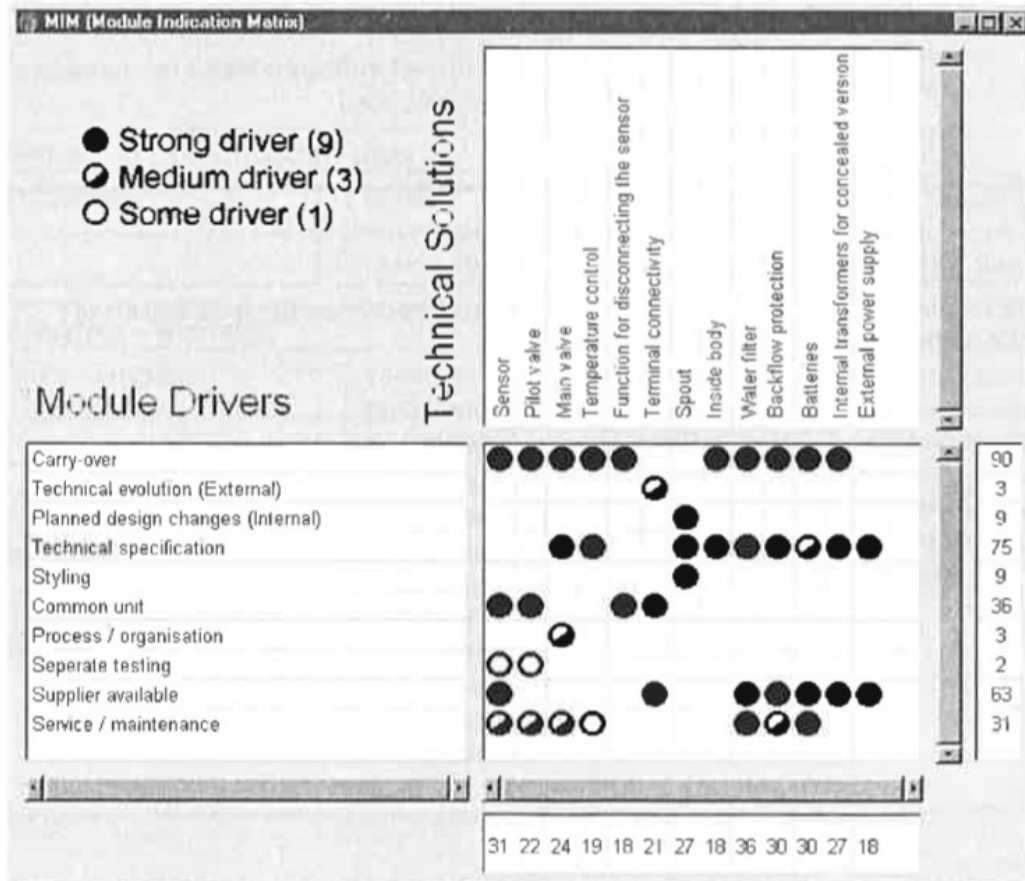 MIM (Module Indication Matrix)
Strong driver (9)
Medium driver (3)
Some driver (1)
Technical Solutions
Module Drivers
Sensor
Pilot valve
Main valve
Temperature control
Function for disconnecting the sensor
Terminal connectivity
Spout
Inside body
Water filter
Backflow protection
Batteries
Internal transformers for concealed version
External power supply
Carry-over 90
Technical evolution (External) 3
Planned design changes (Internal) 9
Technical specification 75
Styling 9
Common unit 36
Process / organisation 3
Seperate testing 2
Supplier available 63
Service / maintenance 31
31 22 24 19 18 21 27 18 36 30 30 27 18